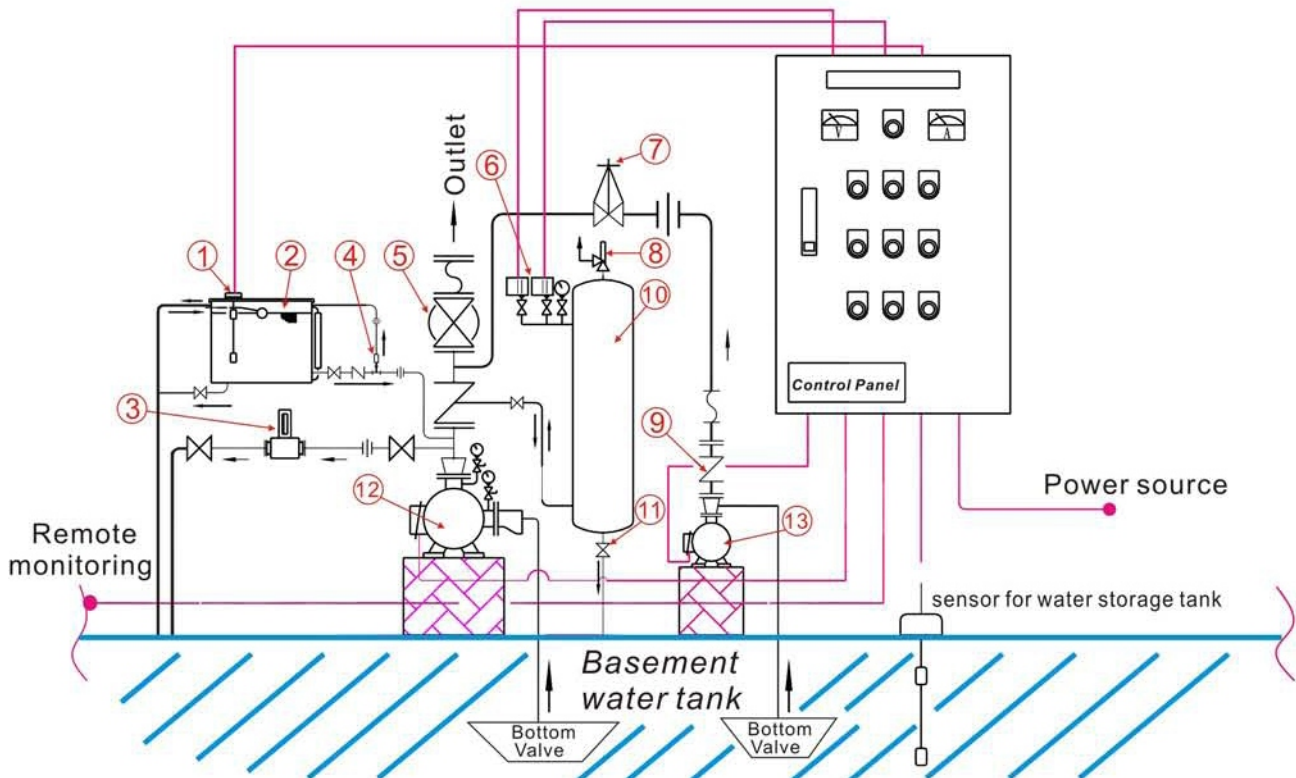 Outlet
①
②
③
④
⑤
⑥
⑦
⑧
⑨
⑩
⑪
⑫
⑬
V
A
Control Panel
Power source
Remote
monitoring
sensor for water storage tank
Basement
water tank
Bottom
Valve
Bottom
Valve